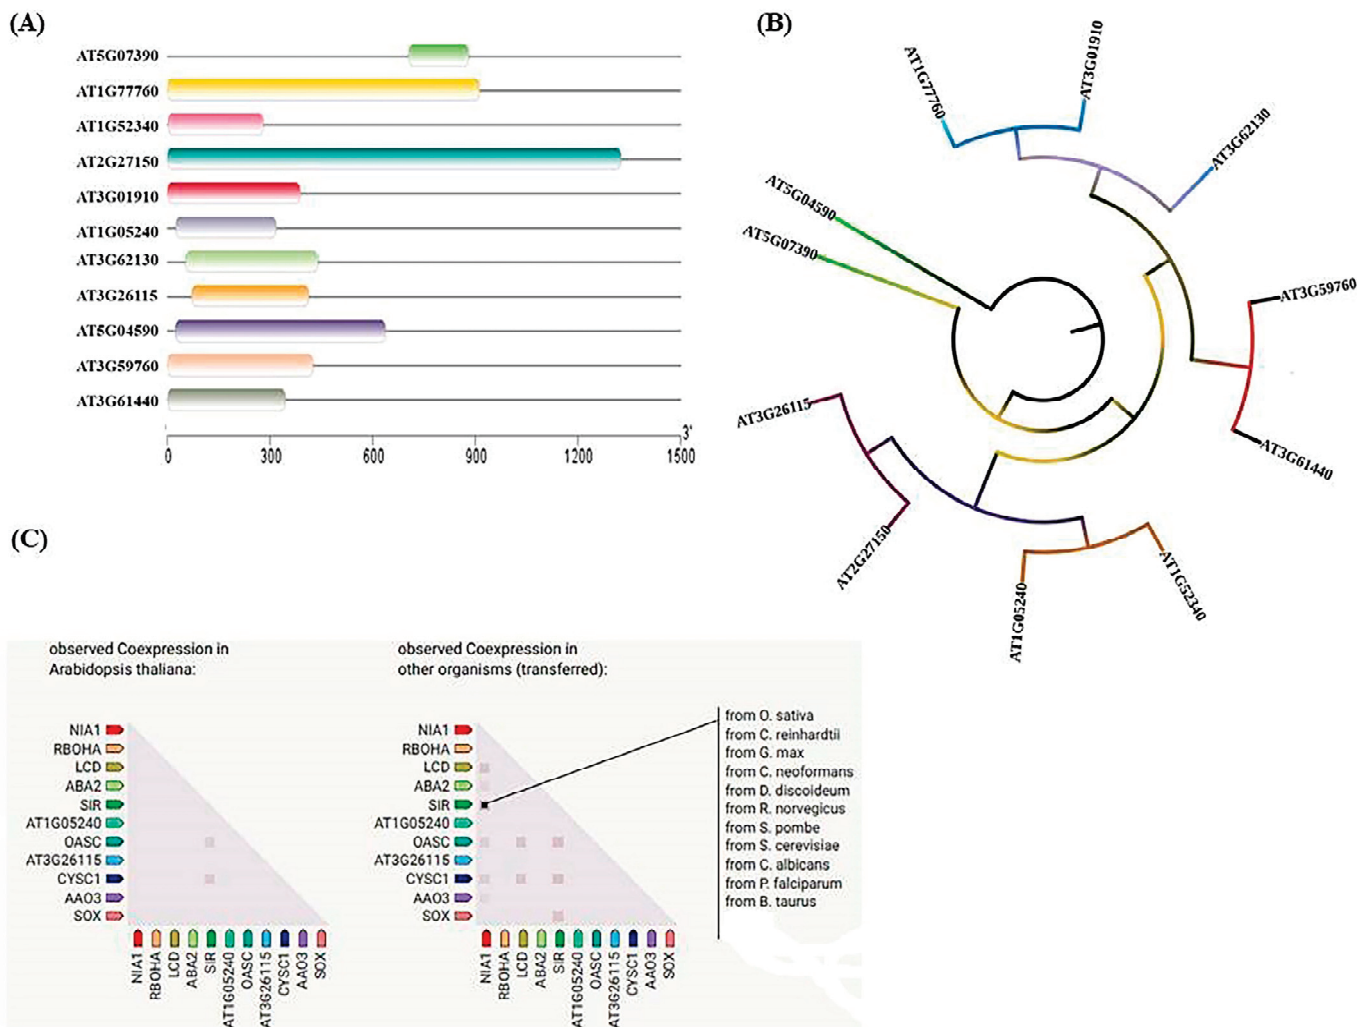 (A)
AT5G07390
AT1G77760
AT1G52340
AT2G27150
AT3G01910
AT1G05240
AT3G62130
AT3G26115
AT5G04590
AT3G59760
AT3G61440
3'
0 300 600 900 1200 1500
(B)
AT1G77760
AT3G01910
AT3G62130
AT5G04590
AT5G07390
AT3G59760
AT3G61440
AT3G26115
AT2G27150
AT1G05240
AT1G52340
(C)
observed Coexpression in
Arabidopsis thaliana:
NIA1
RBOHA
LCD
ABA2
SIR
AT1G05240
OASC
AT3G26115
CYSC1
AAO3
SOX
NIA1
RBOHA
LCD
ABA2
SIR
AT1G05240
OASC
AT3G26115
CYSC1
AAO3
SOX
observed Coexpression in
other organisms (transferred):
NIA1
RBOHA
LCD
ABA2
SIR
AT1G05240
OASC
AT3G26115
CYSC1
AAO3
SOX
NIA1
RBOHA
LCD
ABA2
SIR
AT1G05240
OASC
AT3G26115
CYSC1
AAO3
SOX
from O. sativa
from C. reinhardtii
from G. max
from C. neoformans
from D. discoideum
from R. norvegicus
from S. pombe
from S. cerevisiae
from C. albicans
from P. falciparum
from B. taurus